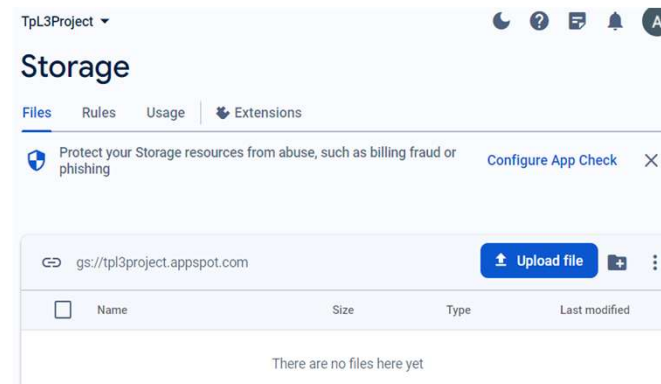 TpL3Project
A
Storage
Files Rules Usage Extensions
Protect your Storage resources from abuse, such as billing fraud or
phishing
Configure App Check
gs://tpl3project.appspot.com
Upload file
Name Size Type Last modified
There are no files here yet